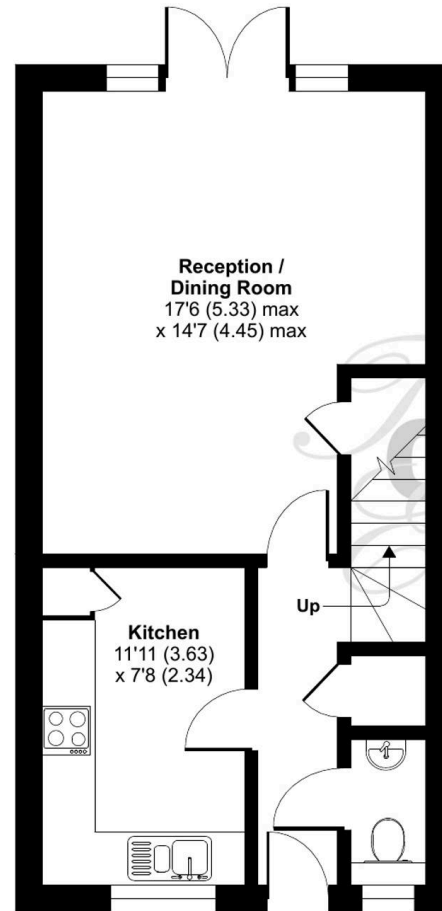 Reception /
Dining Room
17'6 (5.33) max
x 14'7 (4.45) max
Up
Kitchen
11'11 (3.63)
x 7'8 (2.34)